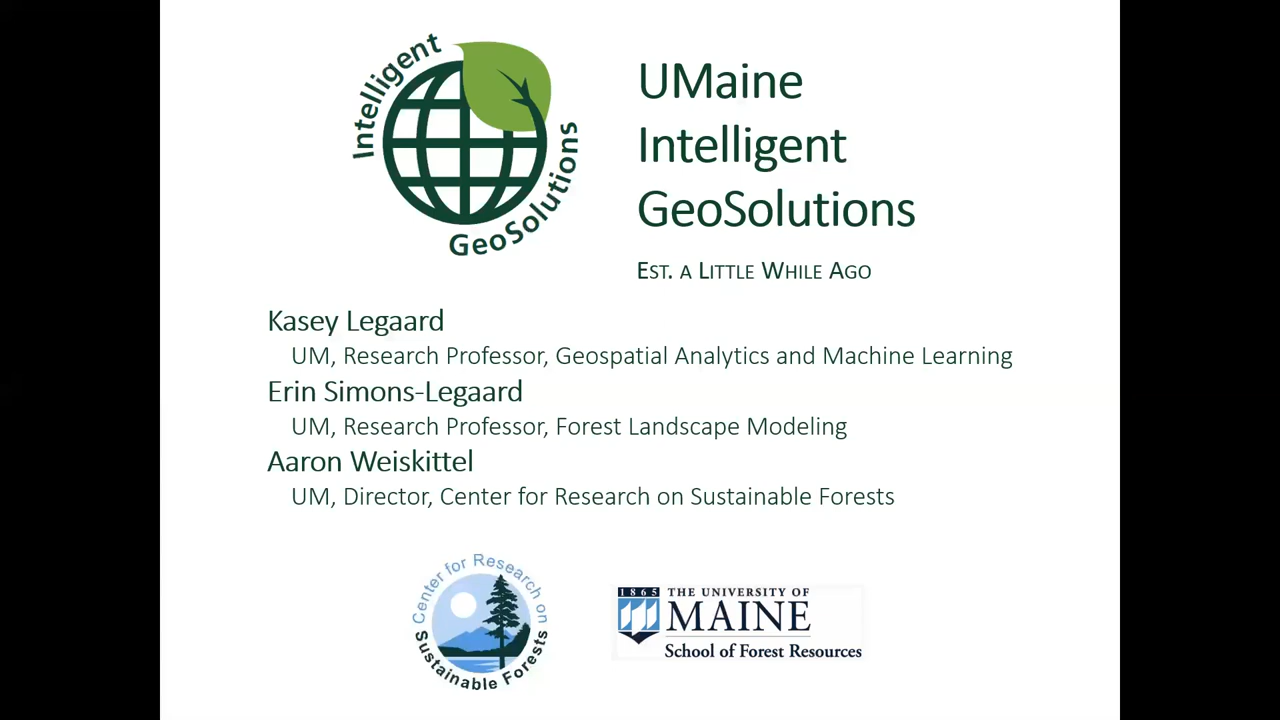 Intelligent
GeoSolutions
UMaine
Intelligent
GeoSolutions
EST. A LITTLE WHILE AGO
Kasey Legaard
UM, Research Professor, Geospatial Analytics and Machine Learning
Erin Simons-Legaard
UM, Research Professor, Forest Landscape Modeling
Aaron Weiskittel
UM, Director, Center for Research on Sustainable Forests
Center for Research on
Sustainable Forests
1865 THE UNIVERSITY OF
MAINE
School of Forest Resources